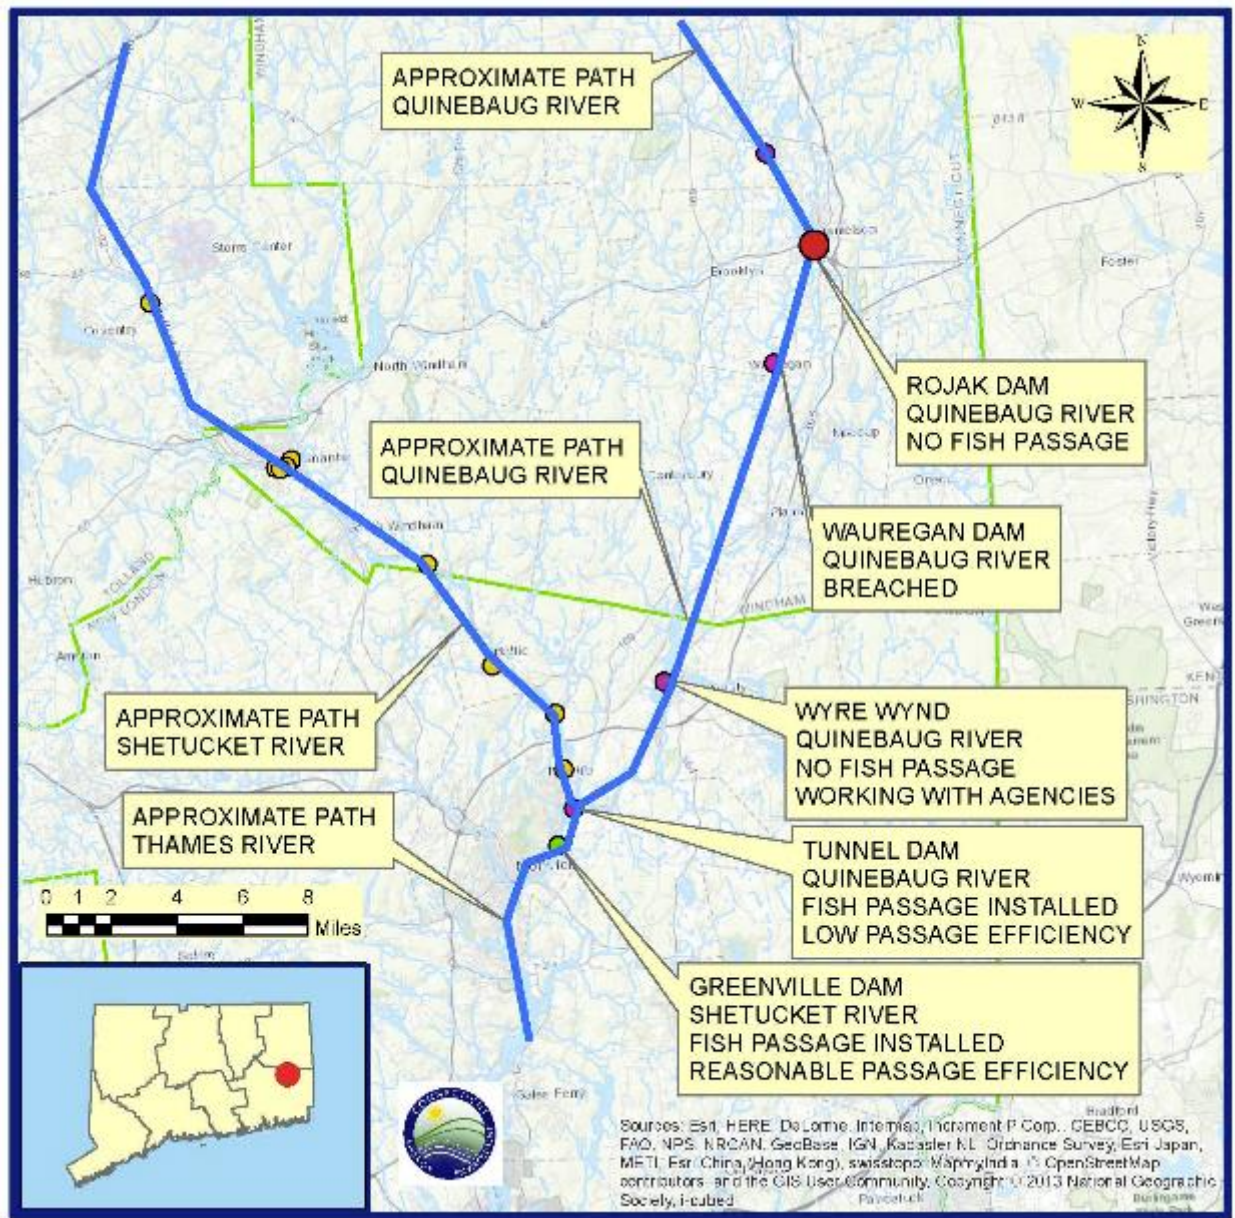 APPROXIMATE PATH
QUINEBAUG RIVER
N
W
E
S
WINDHAM
CONNECTICUT
Storrs Center
Brooklyn
Foster
Coventry
North Windham
ROJAK DAM
QUINEBAUG RIVER
NO FISH PASSAGE
APPROXIMATE PATH
QUINEBAUG RIVER
Canterbury
Windham
WAUREGAN DAM
QUINEBAUG RIVER
BREACHED
Hebron
TOLLAND
NEW LONDON
WINDHAM
APPROXIMATE PATH
SHETUCKET RIVER
WYRE WYND
QUINEBAUG RIVER
NO FISH PASSAGE
WORKING WITH AGENCIES
APPROXIMATE PATH
THAMES RIVER
TUNNEL DAM
QUINEBAUG RIVER
FISH PASSAGE INSTALLED
LOW PASSAGE EFFICIENCY
0 1 2 4 6 8
Miles
GREENVILLE DAM
SHETUCKET RIVER
FISH PASSAGE INSTALLED
REASONABLE PASSAGE EFFICIENCY
Gales Ferry
Bradford
Sources: Esri, HERE, DeLorme, Intermap, increment P Corp., GEBCO, USGS,
FAO, NPS, NRCAN, GeoBase, IGN, Kadaster NL, Ordnance Survey, Esri Japan,
METI, Esri China (Hong Kong), swisstopo, MapmyIndia, © OpenStreetMap
contributors, and the GIS User Community, Copyright:© 2013 National Geographic
Society, i-cubed